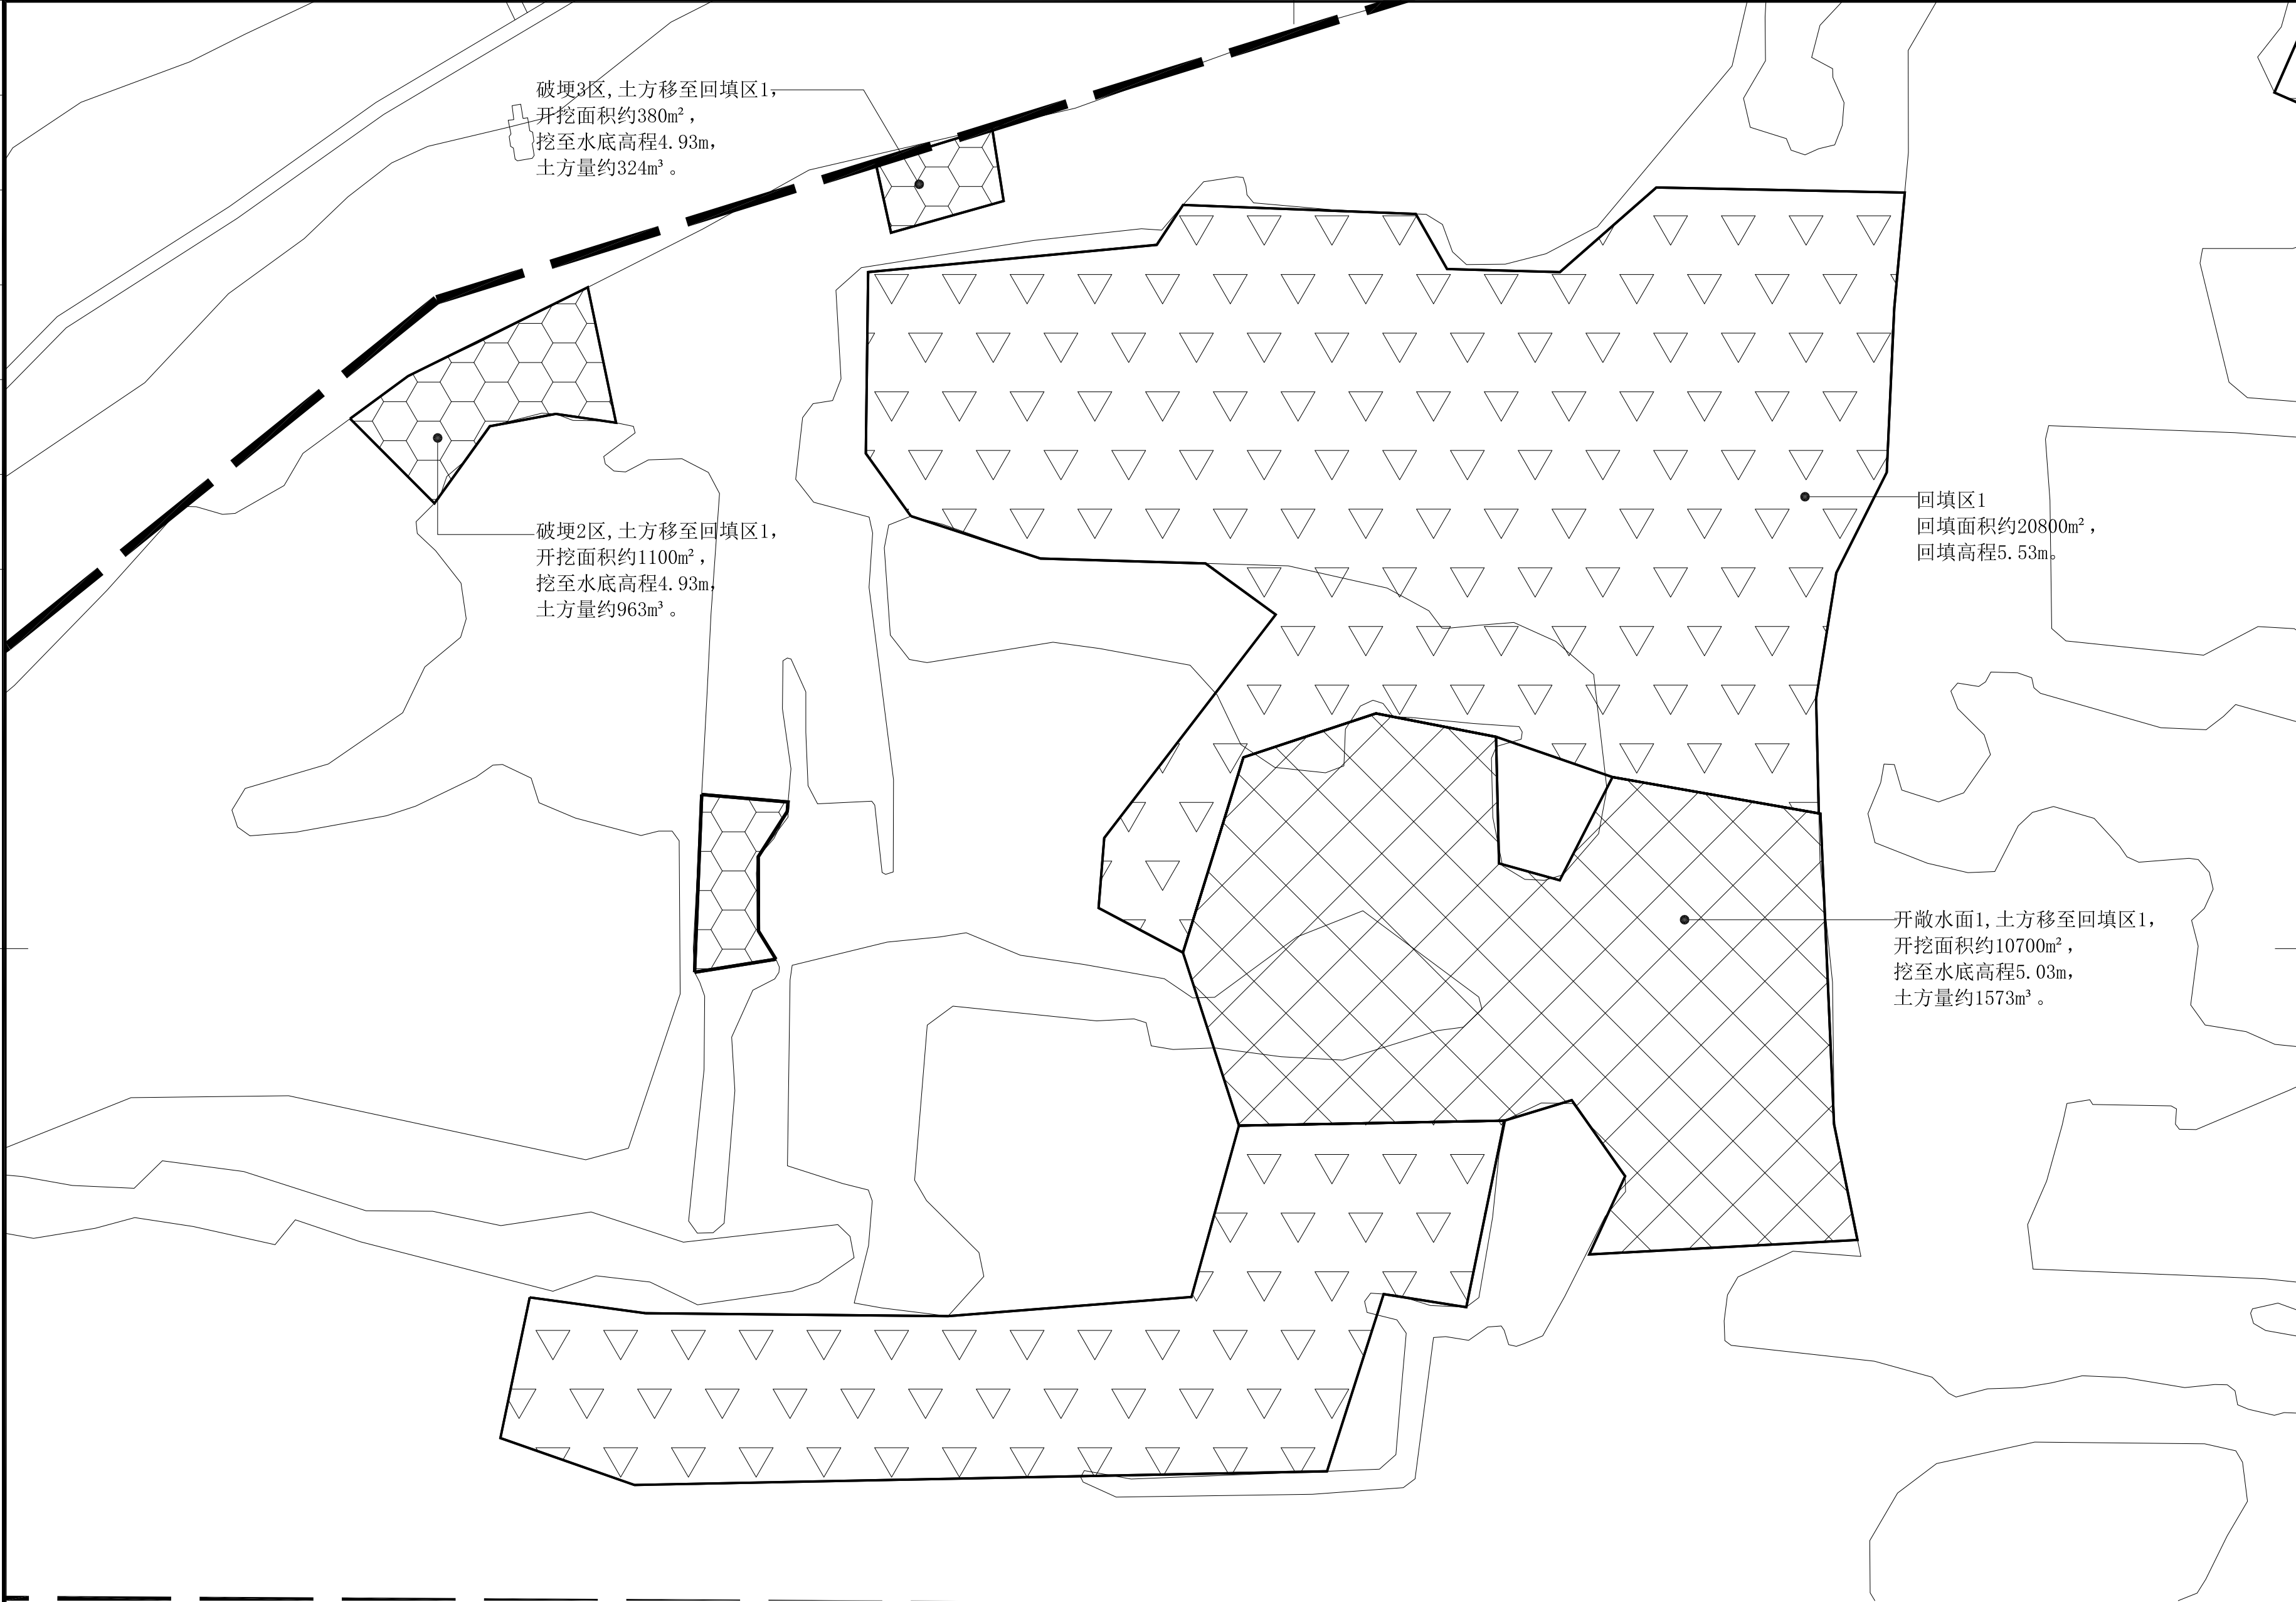 破埂3区,土方移至回填区1,
开挖面积约380m²,
挖至水底高程4.93m,
土方量约324m³。
破埂2区,土方移至回填区1,
开挖面积约1100m²,
挖至水底高程4.93m,
土方量约963m³。
回填区1
回填面积约20800m²,
回填高程5.53m。
开敞水面1,土方移至回填区1,
开挖面积约10700m²,
挖至水底高程5.03m,
土方量约1573m³。